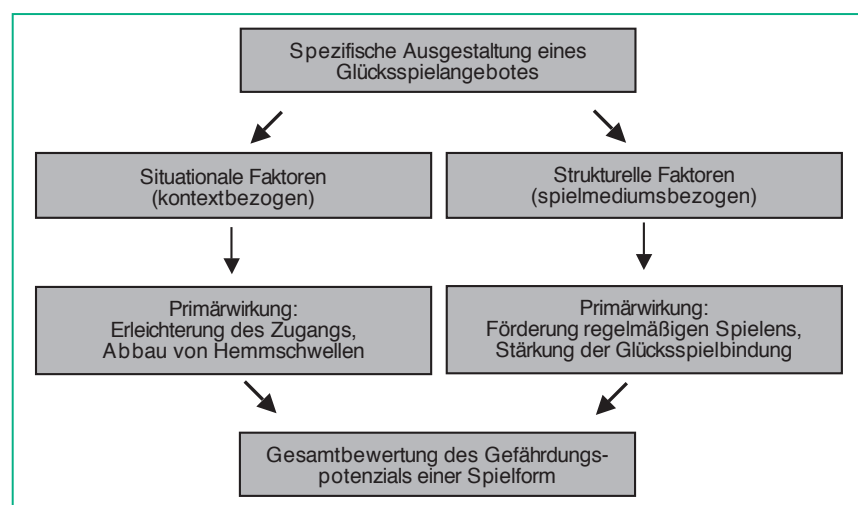 Spezifische Ausgestaltung eines
Glücksspielangebotes
Situationale Faktoren
(kontextbezogen)
Strukturelle Faktoren
(spielmediumsbezogen)
Primärwirkung:
Erleichterung des Zugangs,
Abbau von Hemmschwellen
Primärwirkung:
Förderung regelmäßigen Spielens,
Stärkung der Glücksspielbindung
Gesamtbewertung des Gefährdungs-
potenzials einer Spielform